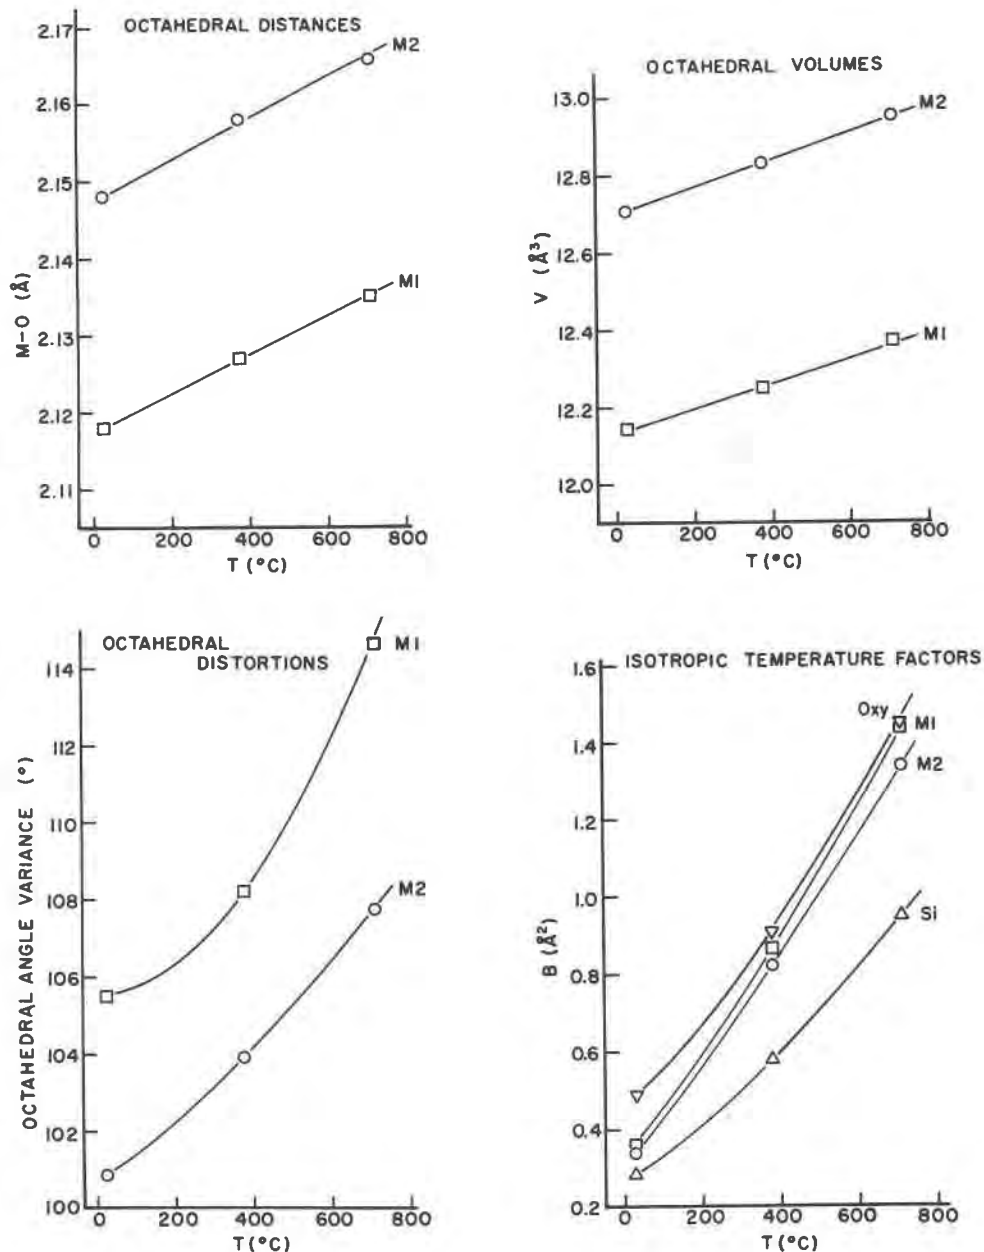 OCTAHEDRAL DISTANCES
M-O (Å)
2.17
2.16
2.15
2.14
2.13
2.12
2.11
M2
M1
0 200 400 600 800
T (°C)
OCTAHEDRAL VOLUMES
V (Å³)
13.0
12.8
12.6
12.4
12.2
12.0
M2
M1
0 200 400 600 800
T (°C)
OCTAHEDRAL
DISTORTIONS
OCTAHEDRAL ANGLE VARIANCE (°)
114
112
110
108
106
104
102
100
M1
M2
0 200 400 600 800
T (°C)
ISOTROPIC TEMPERATURE FACTORS
B (Å²)
1.6
1.4
1.2
1.0
0.8
0.6
0.4
0.2
Oxy
M1
M2
Si
0 200 400 600 800
T (°C)